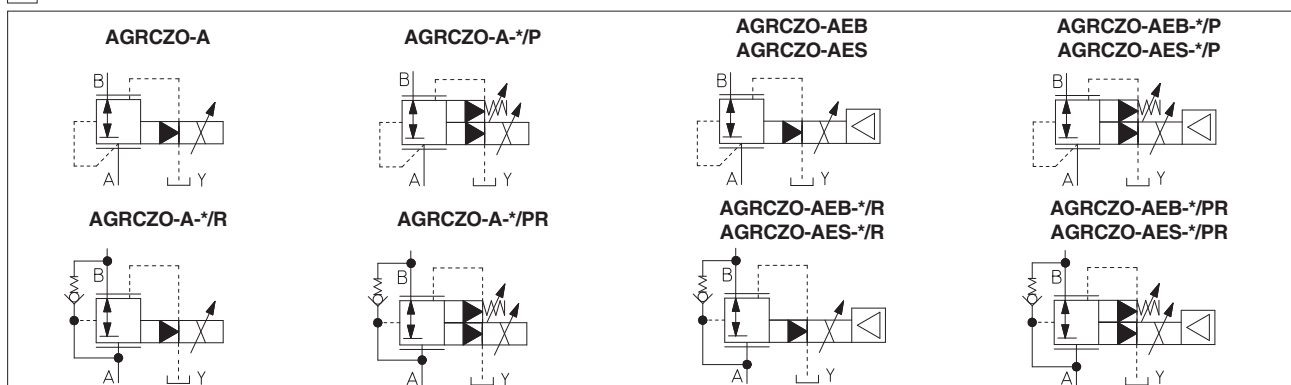 AGRCZO-A
AGRCZO-A-*/P
AGRCZO-AEB
AGRCZO-AES
AGRCZO-AEB-*/P
AGRCZO-AES-*/P
B
A
Y
B
A
Y
B
A
Y
B
A
Y
AGRCZO-A-*/R
AGRCZO-A-*/PR
AGRCZO-AEB-*/R
AGRCZO-AES-*/R
AGRCZO-AEB-*/PR
AGRCZO-AES-*/PR
B
A
Y
B
A
Y
B
A
Y
B
A
Y